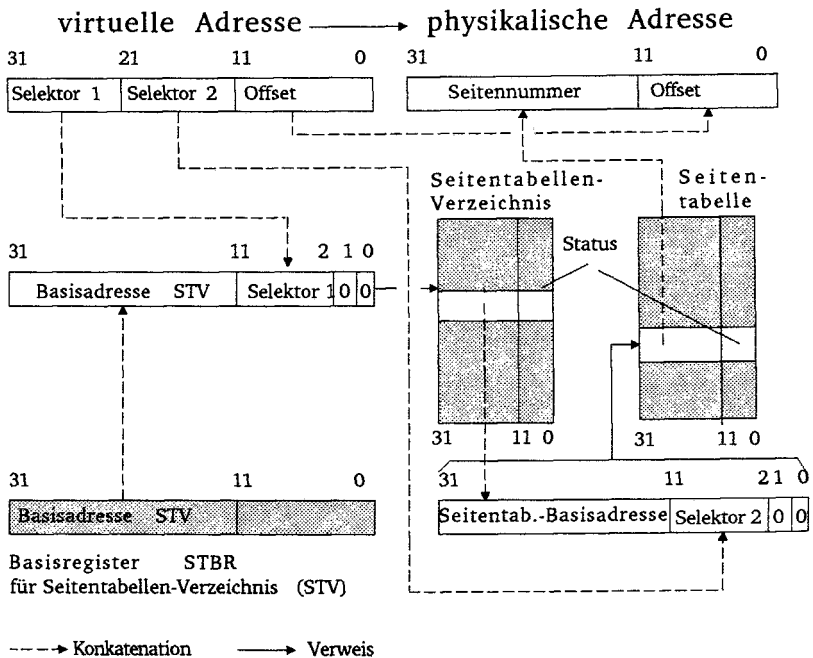 virtuelle Adresse physikalische Adresse
31 21 11 0 31 11 0
Selektor 1 Selektor 2 Offset Seitennummer Offset
Seitentabellen-
Verzeichnis
Seiten-
tabelle
Status
31 11 2 1 0
Basisadresse STV Selektor 1 0 0
31 11 0 31 11 0
31 11 0
Basisadresse STV
31 11 2 1 0
Seitentab.-Basisadresse Selektor 2 0 0
Basisregister STBR
für Seitentabellen-Verzeichnis (STV)
Konkatenation Verweis